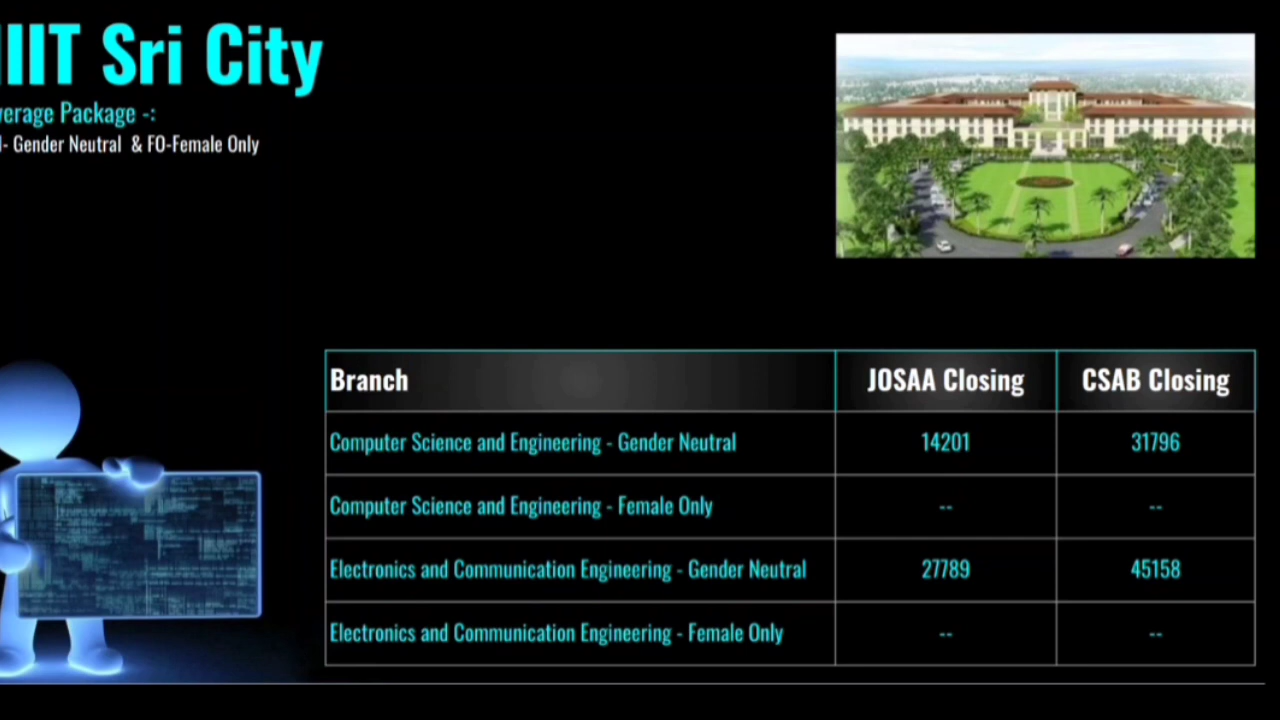 IIIT Sri City
verage Package -:
- Gender Neutral & FO-Female Only
Branch JOSAA Closing CSAB Closing
Computer Science and Engineering - Gender Neutral 14201 31796
Computer Science and Engineering - Female Only -- --
Electronics and Communication Engineering - Gender Neutral 27789 45158
Electronics and Communication Engineering - Female Only -- --